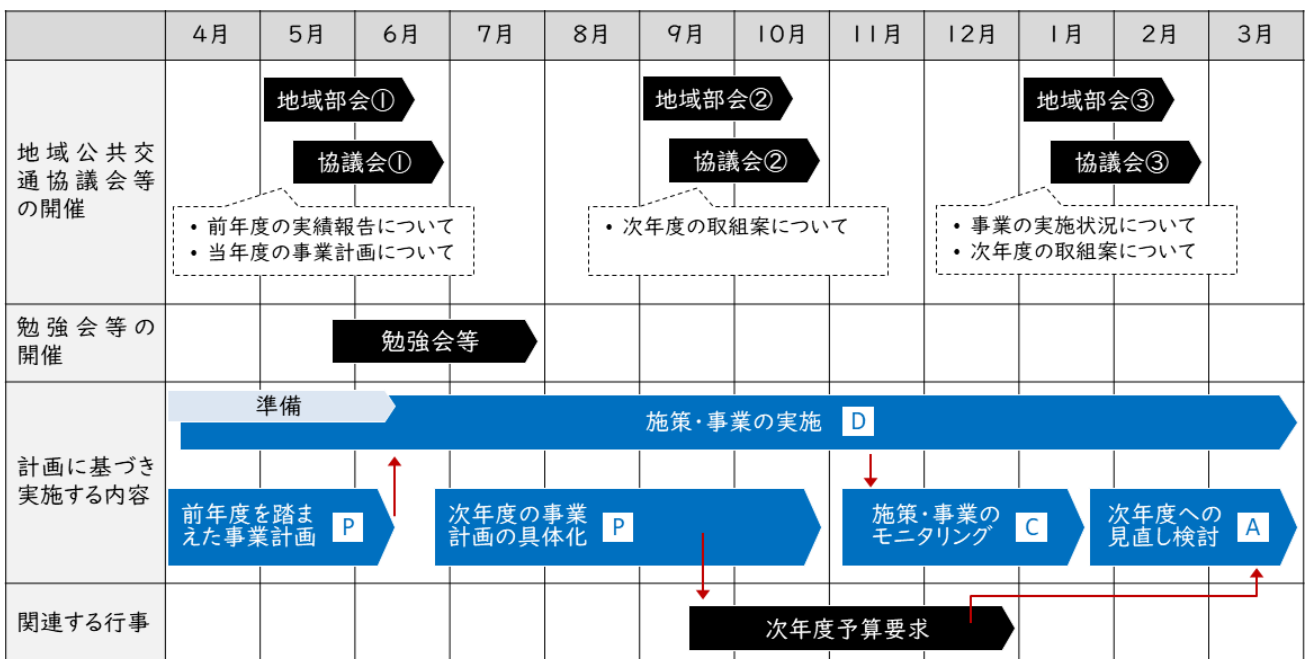 4月 5月 6月 7月 8月 9月 10月 11月 12月 1月 2月 3月
地域公共交
通協議会等
の開催
地域部会①
地域部会②
地域部会③
協議会①
協議会②
協議会③
• 前年度の実績報告について
• 当年度の事業計画について
• 次年度の取組案について
• 事業の実施状況について
• 次年度の取組案について
勉強会等の
開催
勉強会等
計画に基づき
実施する内容
準備
施策・事業の実施 D
前年度を踏ま
えた事業計画 P
次年度の事業
計画の具体化 P
施策・事業の
モニタリング C
次年度への
見直し検討 A
関連する行事
次年度予算要求